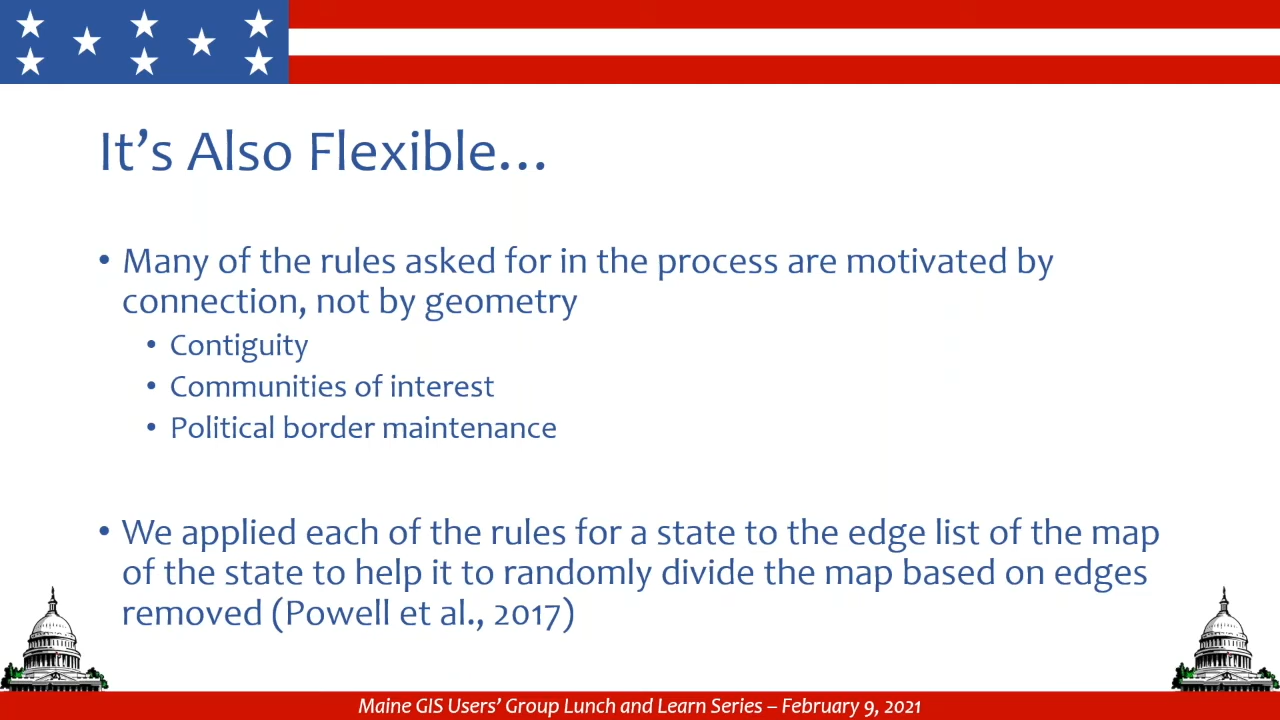 It’s Also Flexible…
• Many of the rules asked for in the process are motivated by
connection, not by geometry
• Contiguity
• Communities of interest
• Political border maintenance
• We applied each of the rules for a state to the edge list of the map
of the state to help it to randomly divide the map based on edges
removed (Powell et al., 2017)
Maine GIS Users’ Group Lunch and Learn Series – February 9, 2021